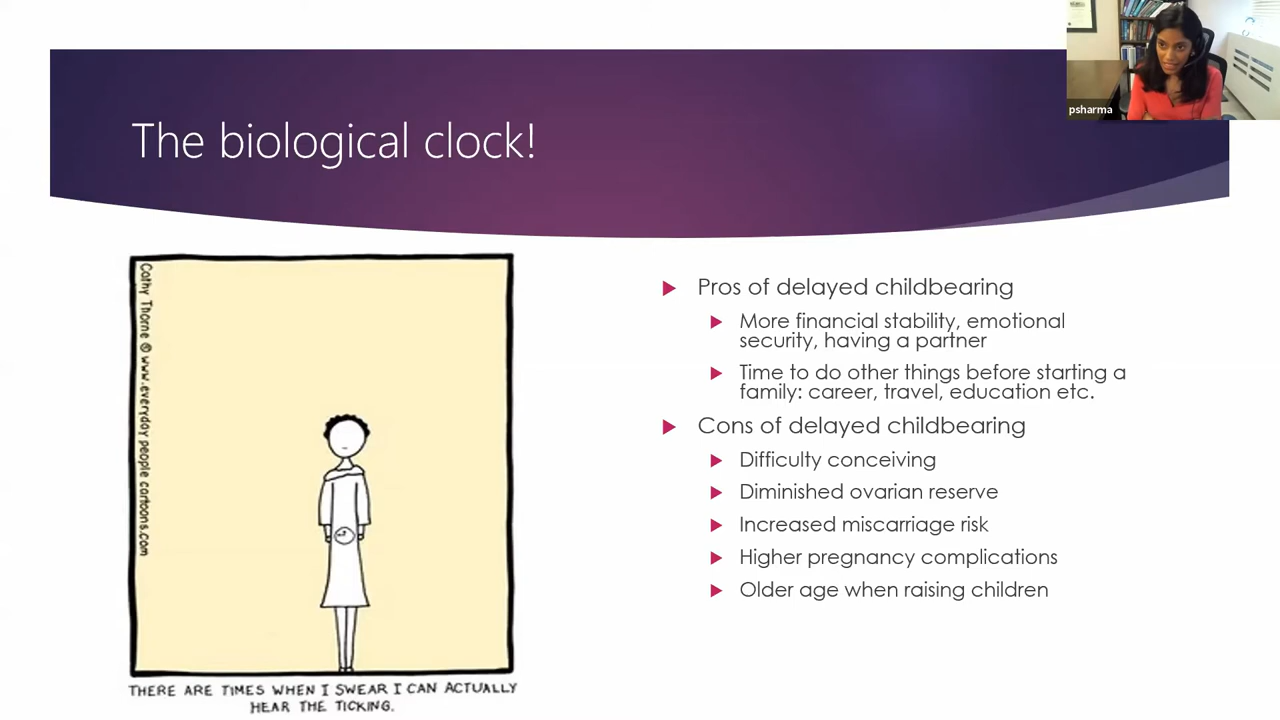 psharma
The biological clock!
Cathy Thorne © www.everyday people cartoons.com
THERE ARE TIMES WHEN I SWEAR I CAN ACTUALLY
HEAR THE TICKING.
Pros of delayed childbearing
More financial stability, emotional
security, having a partner
Time to do other things before starting a
family: career, travel, education etc.
Cons of delayed childbearing
Difficulty conceiving
Diminished ovarian reserve
Increased miscarriage risk
Higher pregnancy complications
Older age when raising children